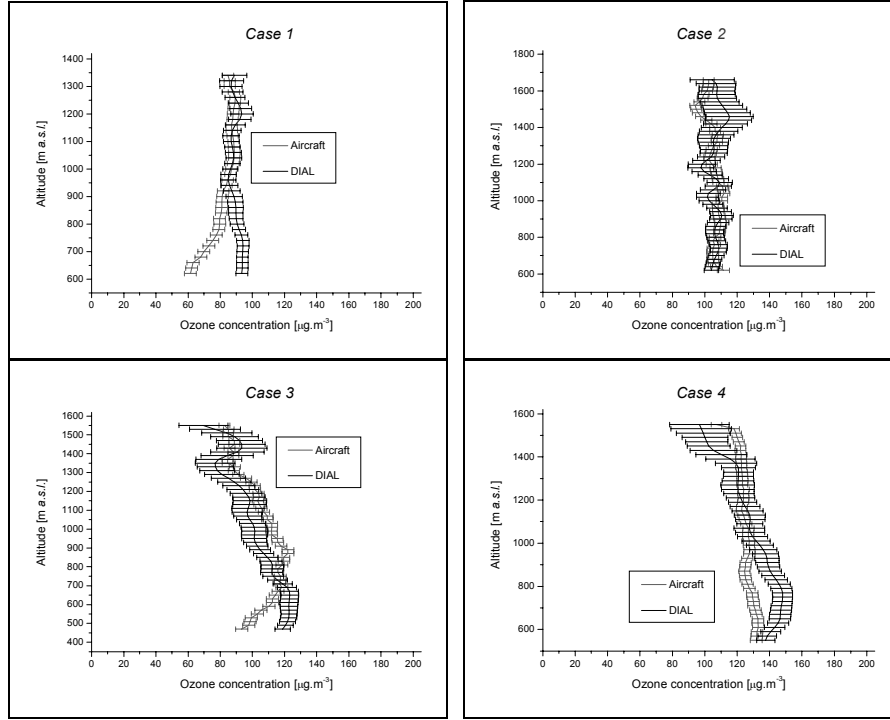 Case 1
1400
1300
1200
1100
1000
900
800
700
600
Altitude [m a.s.l.]
Aircraft
DIAL
0 20 40 60 80 100 120 140 160 180 200
Ozone concentration [µg.m⁻³]
Case 2
1800
1600
1400
1200
1000
800
600
Altitude [m a.s.l.]
Aircraft
DIAL
0 20 40 60 80 100 120 140 160 180 200
Ozone concentration [µg.m⁻³]
Case 3
1600
1500
1400
1300
1200
1100
1000
900
800
700
600
500
400
Altitude [m a.s.l.]
Aircraft
DIAL
0 20 40 60 80 100 120 140 160 180 200
Ozone concentration [µg.m⁻³]
Case 4
1600
1400
1200
1000
800
600
Altitude [m a.s.l.]
Aircraft
DIAL
0 20 40 60 80 100 120 140 160 180 200
Ozone concentration [µg.m⁻³]